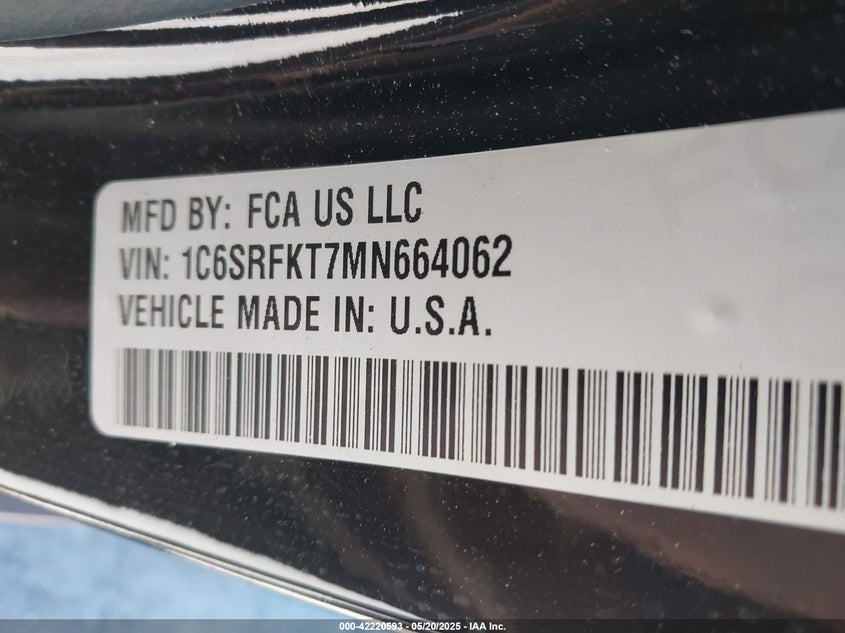 MFD BY: FCA US LLC
VIN: 1C6SRFKT7MN664062
VEHICLE MADE IN: U.S.A.
000-42220593 - 05/20/2025 - IAA Inc.